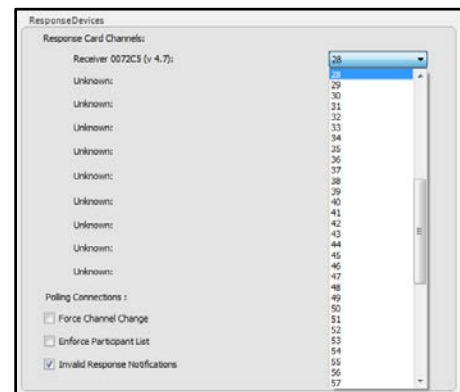 ResponseDevices
Response Card Channels:
Receiver 0072C5 (v 4.7):
28
Unknown:
Unknown:
Unknown:
Unknown:
Unknown:
Unknown:
Unknown:
Unknown:
Unknown:
28
29
30
31
32
33
34
35
36
37
38
39
40
41
42
43
44
45
46
47
48
49
50
51
52
53
54
55
56
57
Polling Connections :
Force Channel Change
Enforce Participant List
Invalid Response Notifications